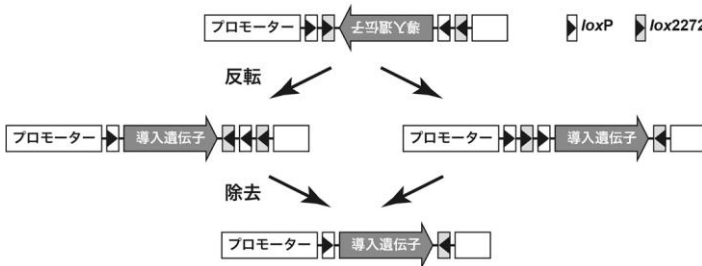 プロモーター 導入遺伝子 loxP lox2272
反転
プロモーター 導入遺伝子 プロモーター 導入遺伝子
除去
プロモーター 導入遺伝子